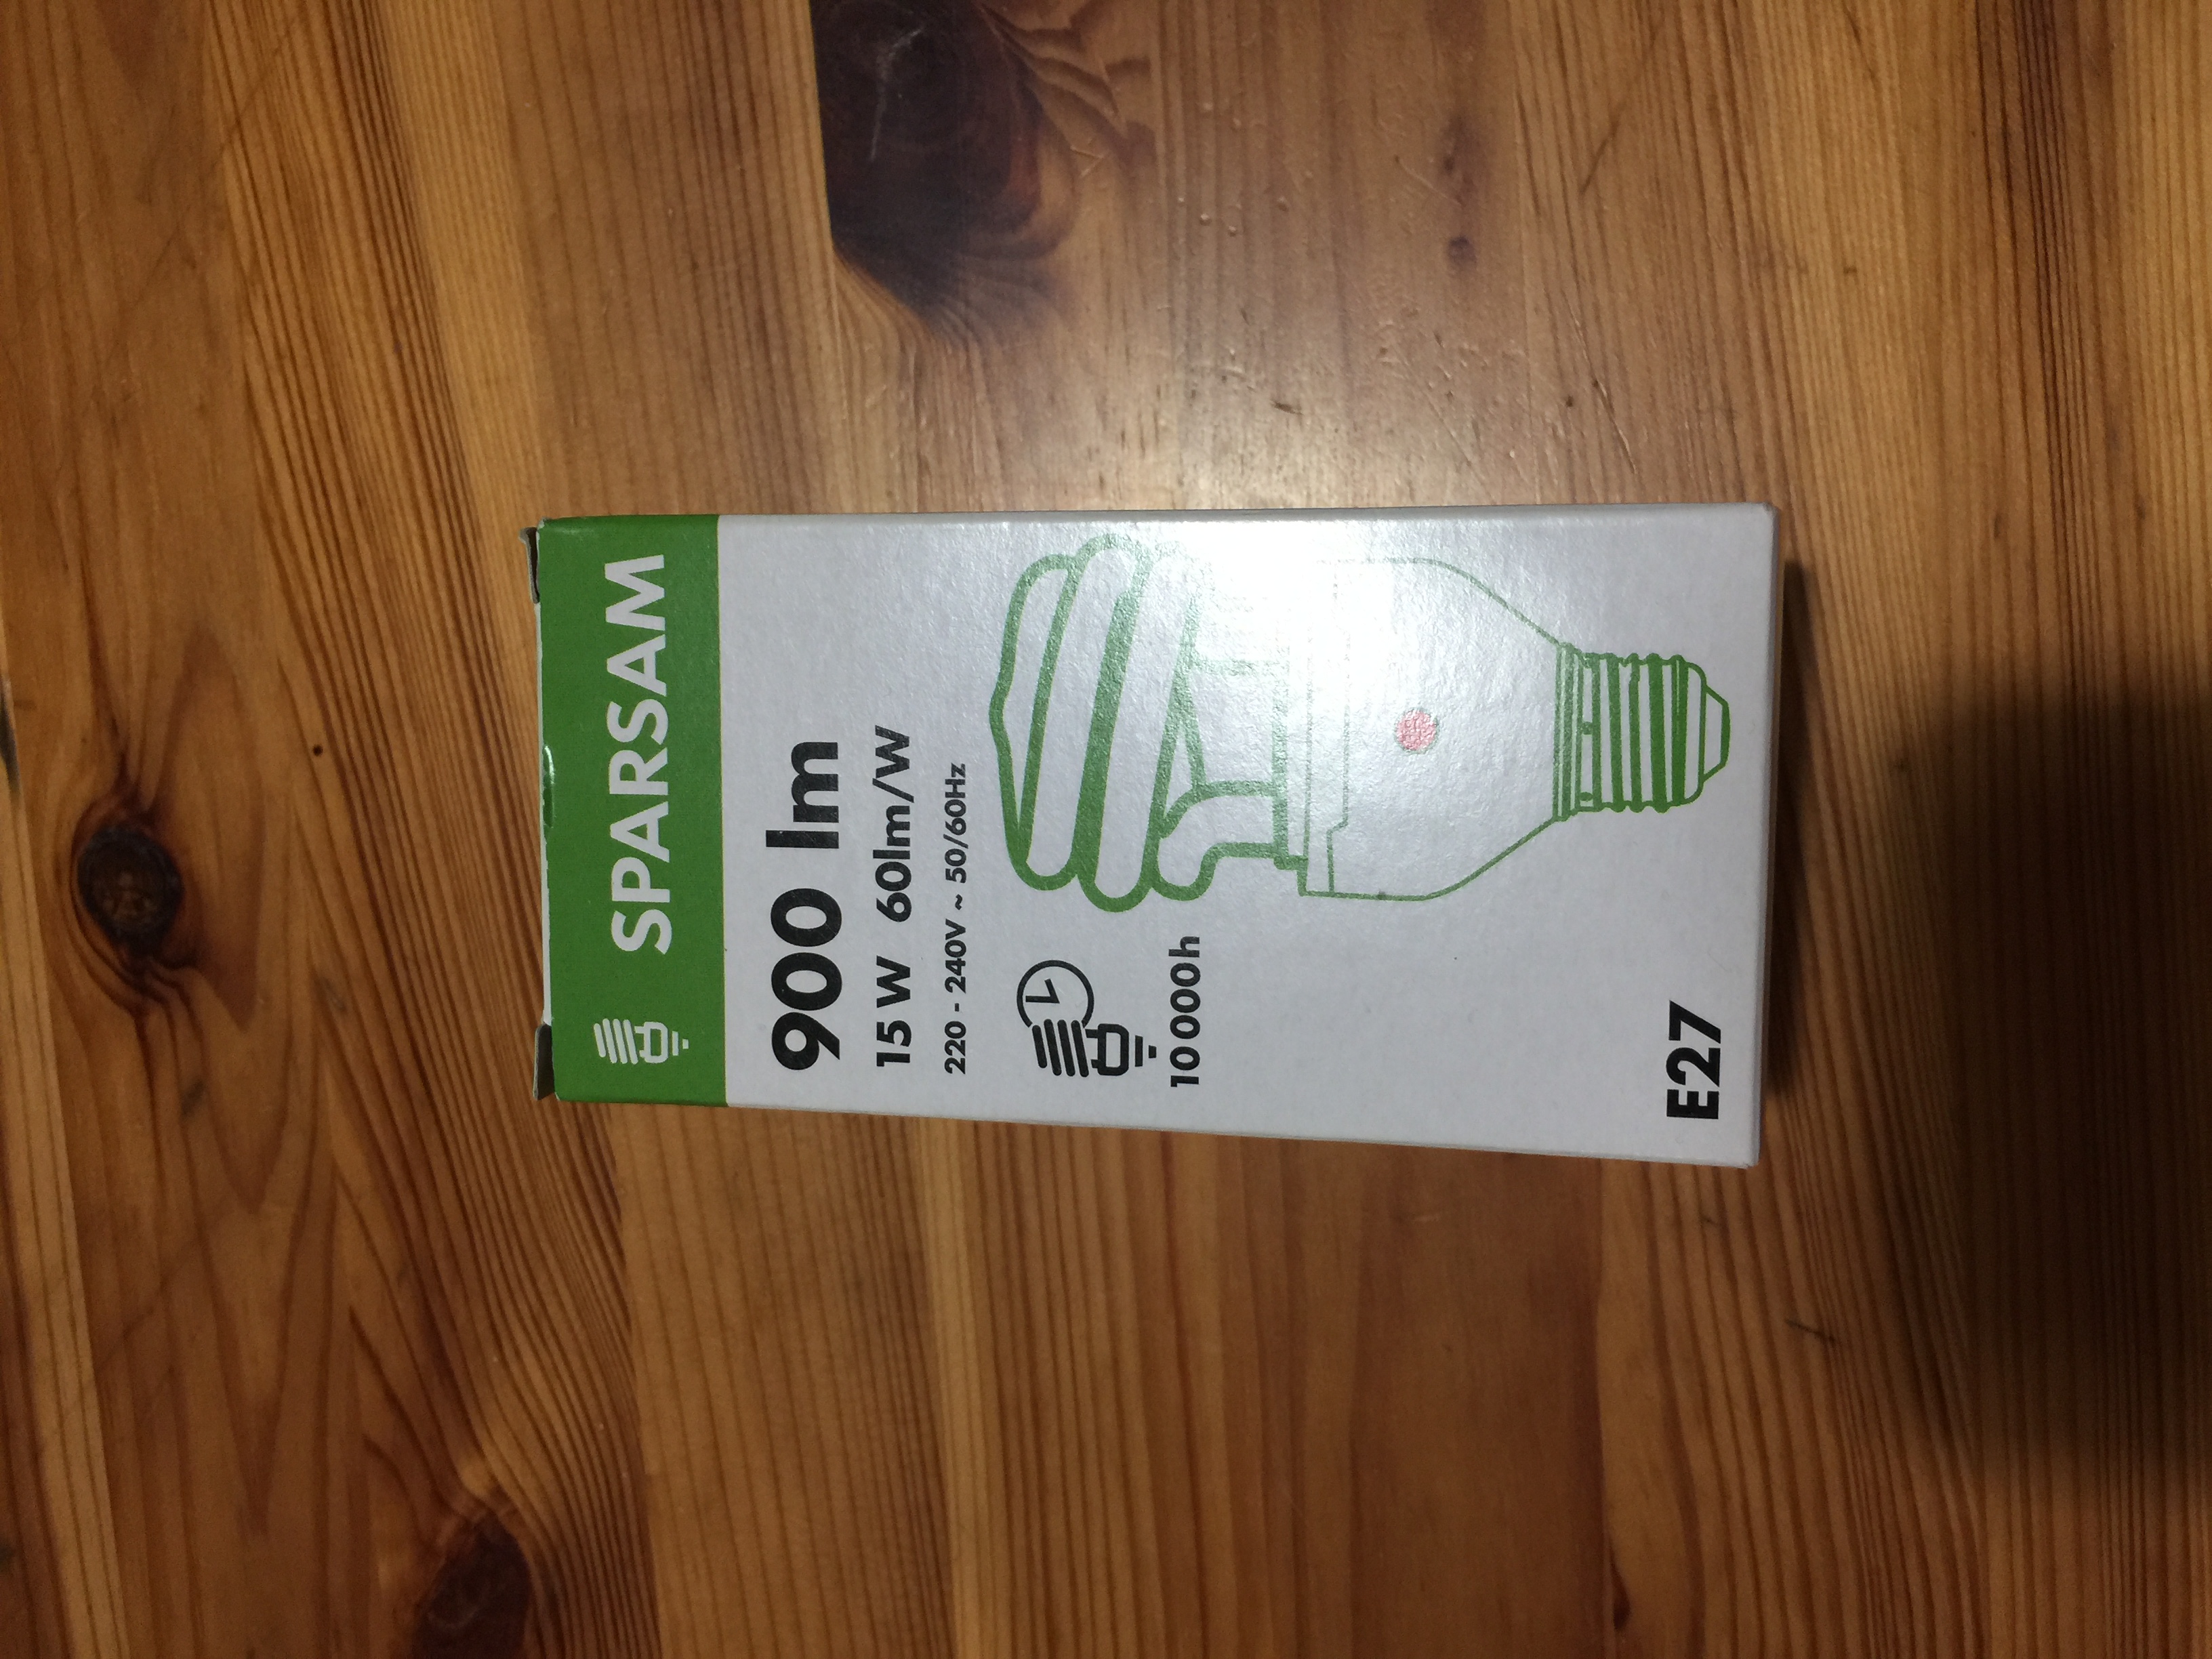 SPARSAM
900 lm
15 W 60lm/W
220 - 240V ~ 50/60Hz
10 000h
E27